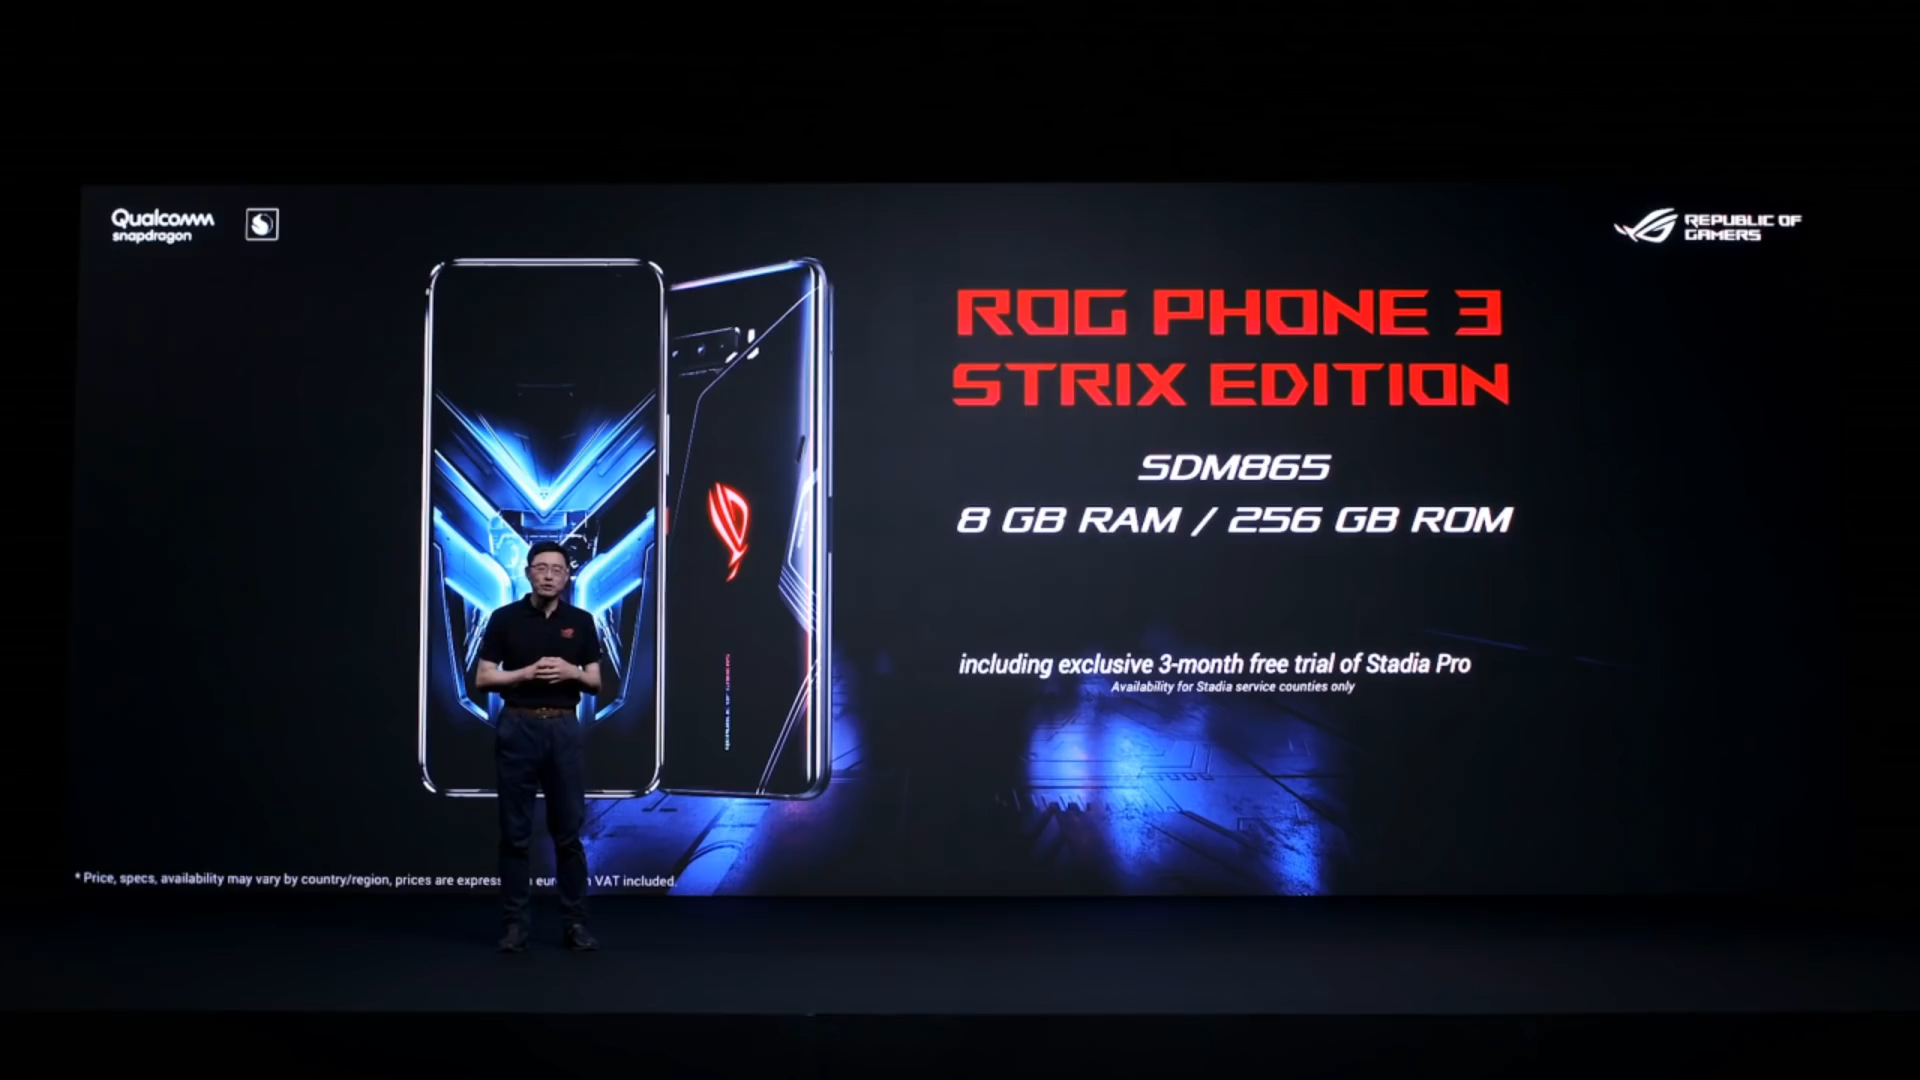 Qualcomm
snapdragon
REPUBLIC OF
GAMERS
ROG PHONE 3
STRIX EDITION
SDM865
8 GB RAM / 256 GB ROM
including exclusive 3-month free trial of Stadia Pro
Availability for Stadia service counties only
* Price, specs, availability may vary by country/region, prices are express VAT included.